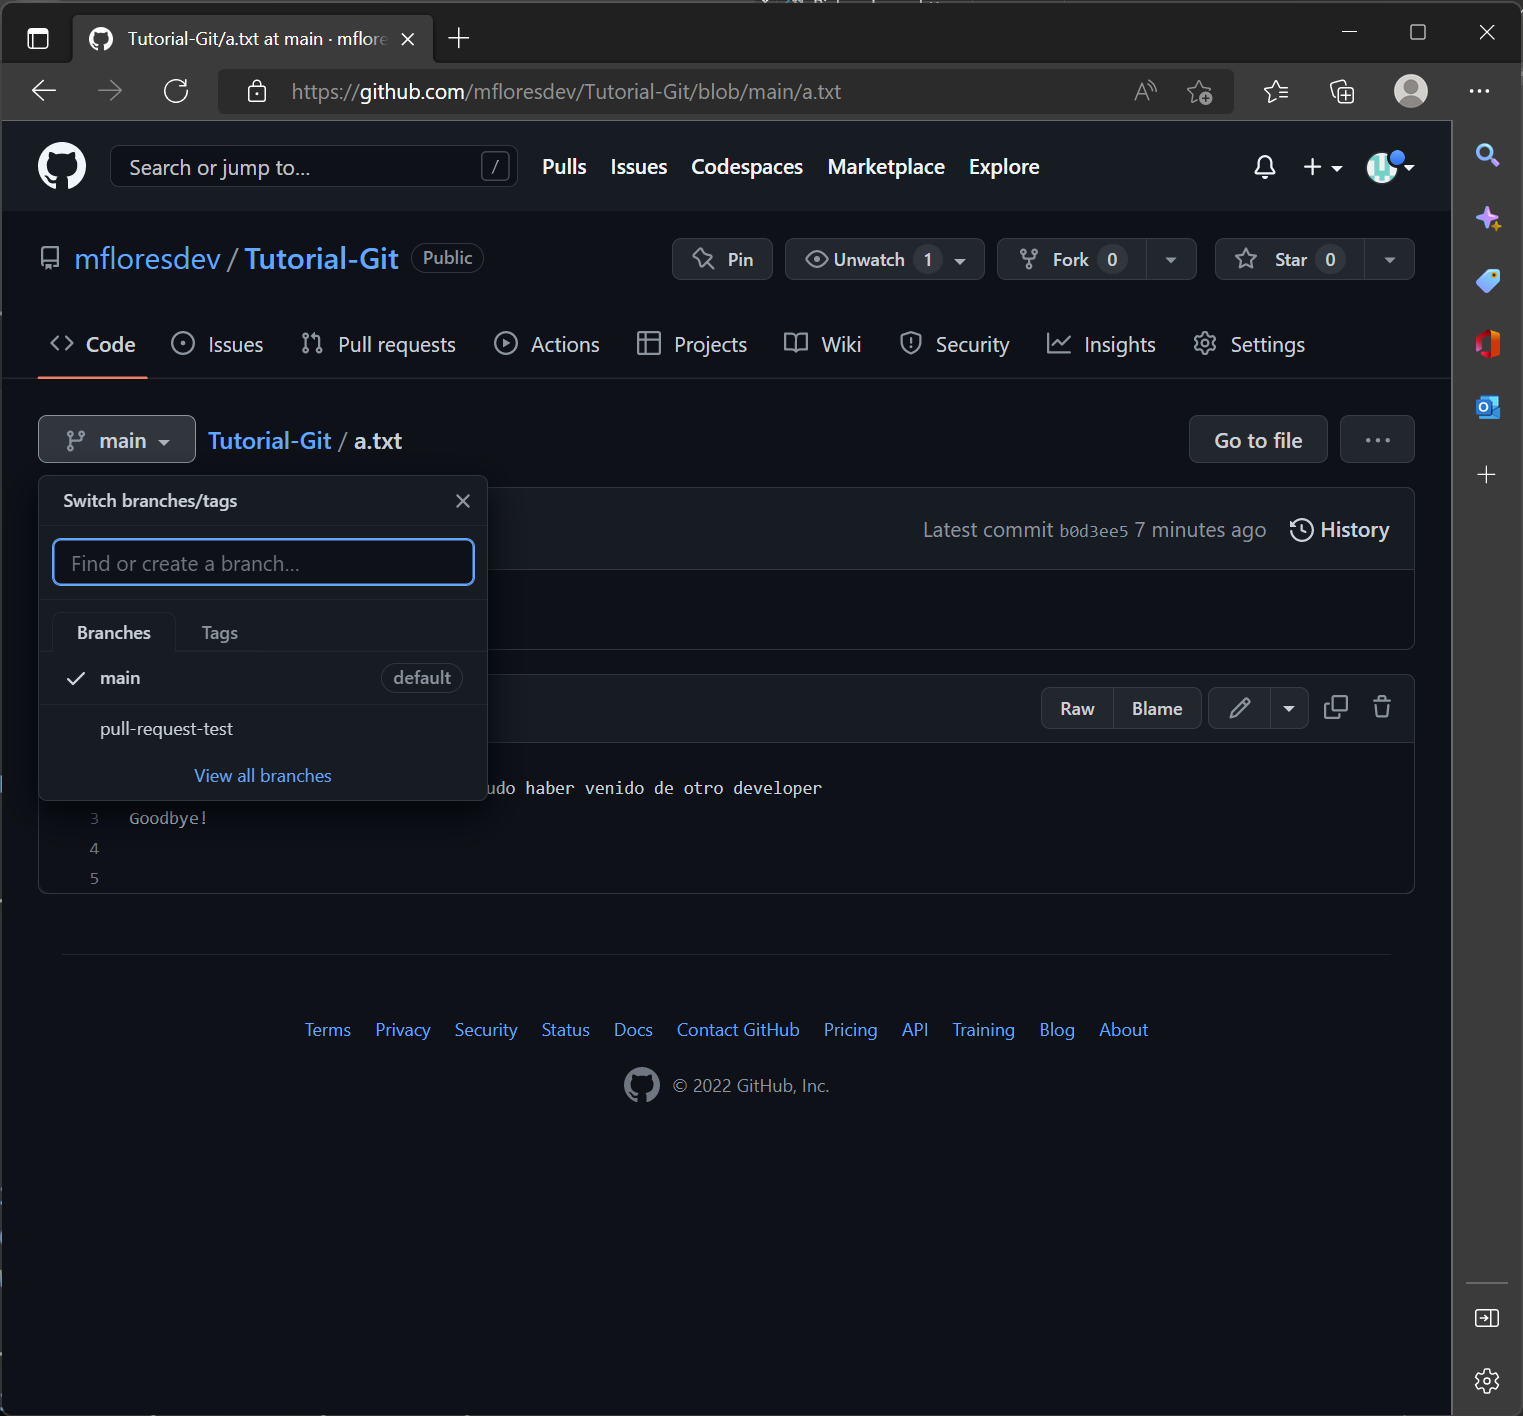 Tutorial-Git/a.txt at main · mflore
https://github.com/mfloresdev/Tutorial-Git/blob/main/a.txt
Search or jump to... / Pulls Issues Codespaces Marketplace Explore
mfloresdev / Tutorial-Git Public Pin Unwatch 1 Fork 0 Star 0
Code Issues Pull requests Actions Projects Wiki Security Insights Settings
main Tutorial-Git / a.txt Go to file ...
Switch branches/tags
Latest commit b0d3ee5 7 minutes ago History
Find or create a branch...
Branches Tags
main default
Raw Blame
pull-request-test
View all branches
udo haber venido de otro developer
3 Goodbye!
4
5
Terms Privacy Security Status Docs Contact GitHub Pricing API Training Blog About
© 2022 GitHub, Inc.